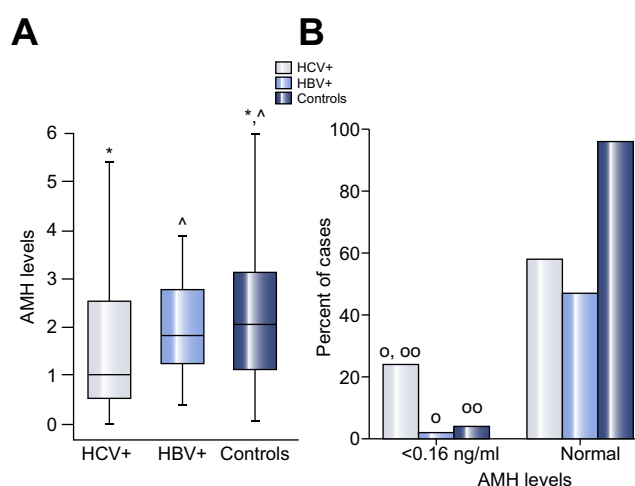 A
B
HCV+
HBV+
Controls
AMH levels
6
5
4
3
2
1
0
*
^
*,^
HCV+ HBV+ Controls
Percent of cases
100
80
60
40
20
0
o, oo
o
oo
<0.16 ng/ml Normal
AMH levels